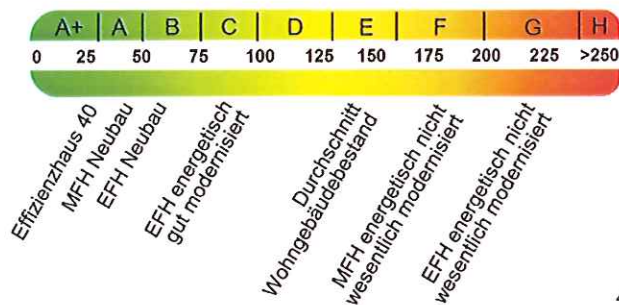 A+ A B C D E F G H
0 25 50 75 100 125 150 175 200 225 >250
Effizienzhaus 40
MFH Neubau
EFH Neubau
EFH energetisch
gut modernisiert
Durchschnitt
Wohngebäudebestand
MFH energetisch nicht
wesentlich modernisiert
EFH energetisch nicht
wesentlich modernisiert